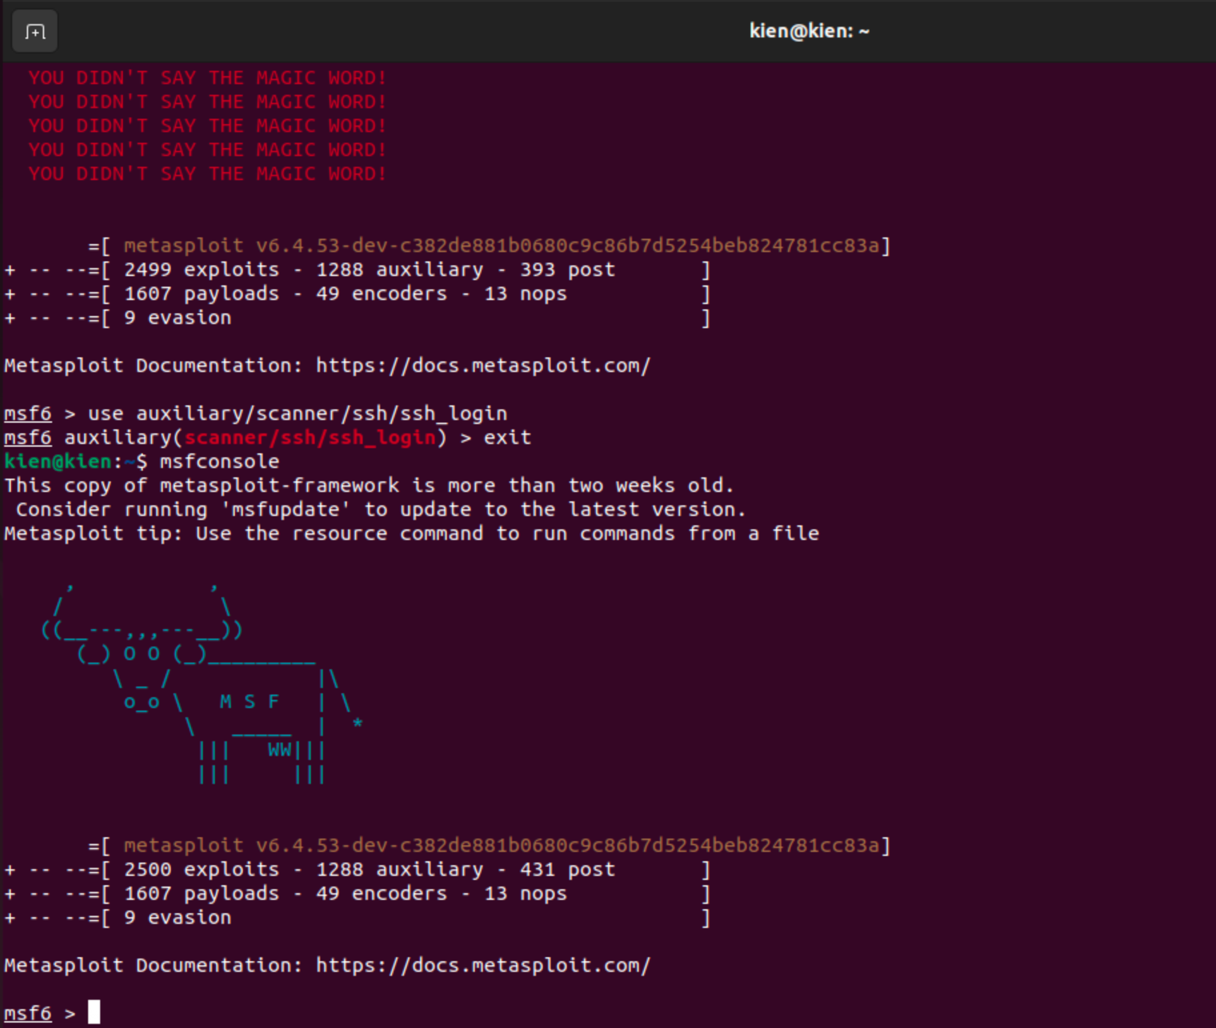 kien@kien: ~
YOU DIDN'T SAY THE MAGIC WORD!
YOU DIDN'T SAY THE MAGIC WORD!
YOU DIDN'T SAY THE MAGIC WORD!
YOU DIDN'T SAY THE MAGIC WORD!
YOU DIDN'T SAY THE MAGIC WORD!
       =[ metasploit v6.4.53-dev-c382de881b0680c9c86b7d5254beb824781cc83a]
+ -- --=[ 2499 exploits - 1288 auxiliary - 393 post       ]
+ -- --=[ 1607 payloads - 49 encoders - 13 nops           ]
+ -- --=[ 9 evasion                                       ]
Metasploit Documentation: https://docs.metasploit.com/
msf6 > use auxiliary/scanner/ssh/ssh_login
msf6 auxiliary(scanner/ssh/ssh_login) > exit
kien@kien:~$ msfconsole
This copy of metasploit-framework is more than two weeks old.
 Consider running 'msfupdate' to update to the latest version.
Metasploit tip: Use the resource command to run commands from a file
     ,           ,
    /             \
   ((__---,,,---__))
      (_) O O (_)_________
         \ _ /            |\
          o_o \   M S F   | \
               \   _____  |  *
                |||   WW|||
                |||     |||
       =[ metasploit v6.4.53-dev-c382de881b0680c9c86b7d5254beb824781cc83a]
+ -- --=[ 2500 exploits - 1288 auxiliary - 431 post       ]
+ -- --=[ 1607 payloads - 49 encoders - 13 nops           ]
+ -- --=[ 9 evasion                                       ]
Metasploit Documentation: https://docs.metasploit.com/
msf6 >